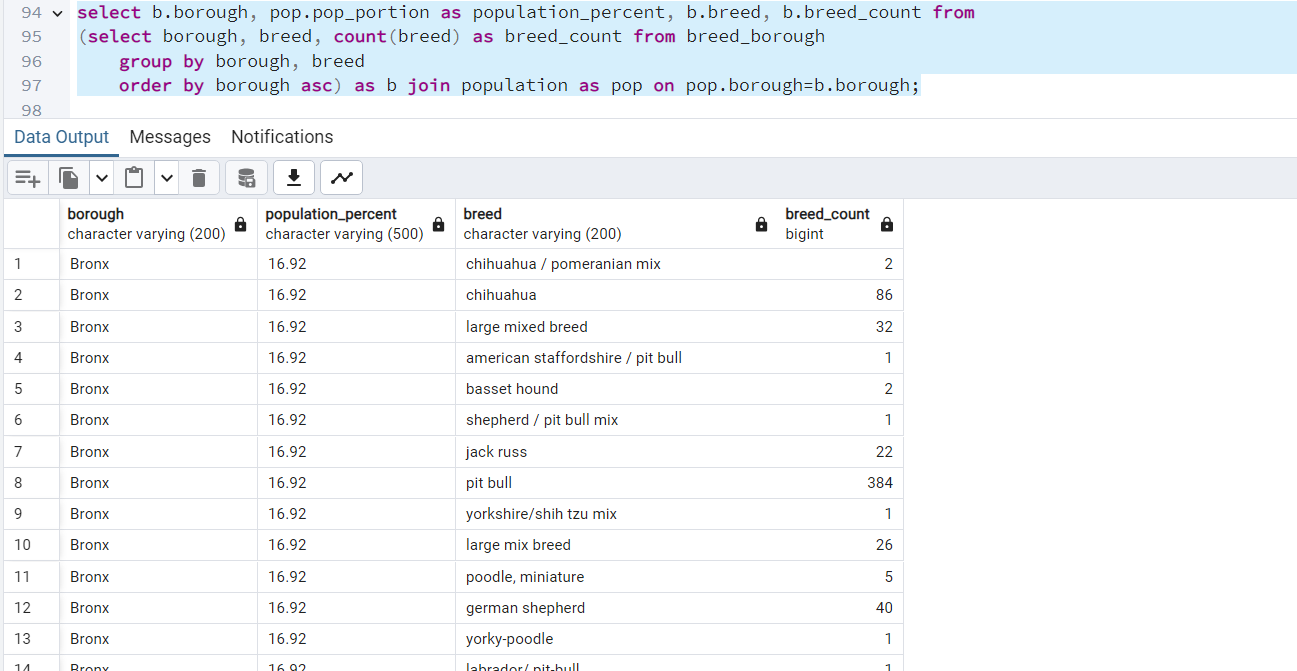 94 select b.borough, pop.pop_portion as population_percent, b.breed, b.breed_count from
95 (select borough, breed, count(breed) as breed_count from breed_borough
96 group by borough, breed
97 order by borough asc) as b join population as pop on pop.borough=b.borough;
98
Data Output Messages Notifications
borough population_percent breed breed_count
character varying (200) character varying (500) character varying (200) bigint
1 Bronx 16.92 chihuahua / pomeranian mix 2
2 Bronx 16.92 chihuahua 86
3 Bronx 16.92 large mixed breed 32
4 Bronx 16.92 american staffordshire / pit bull 1
5 Bronx 16.92 basset hound 2
6 Bronx 16.92 shepherd / pit bull mix 1
7 Bronx 16.92 jack russ 22
8 Bronx 16.92 pit bull 384
9 Bronx 16.92 yorkshire/shih tzu mix 1
10 Bronx 16.92 large mix breed 26
11 Bronx 16.92 poodle, miniature 5
12 Bronx 16.92 german shepherd 40
13 Bronx 16.92 yorky-poodle 1
14 Bronx 16.92 labrador/ pit-bull 1